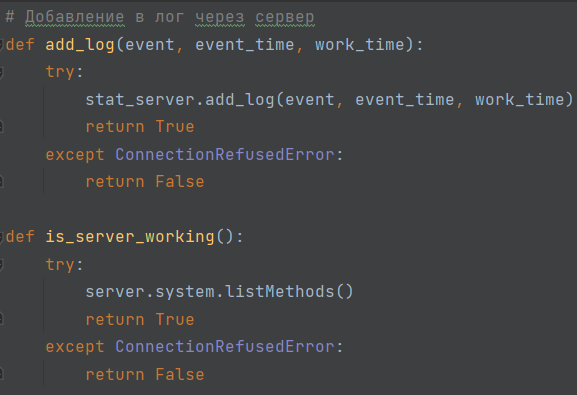 # Добавление в лог через сервер
def add_log(event, event_time, work_time):
    try:
        stat_server.add_log(event, event_time, work_time)
        return True
    except ConnectionRefusedError:
        return False

def is_server_working():
    try:
        server.system.listMethods()
        return True
    except ConnectionRefusedError:
        return False